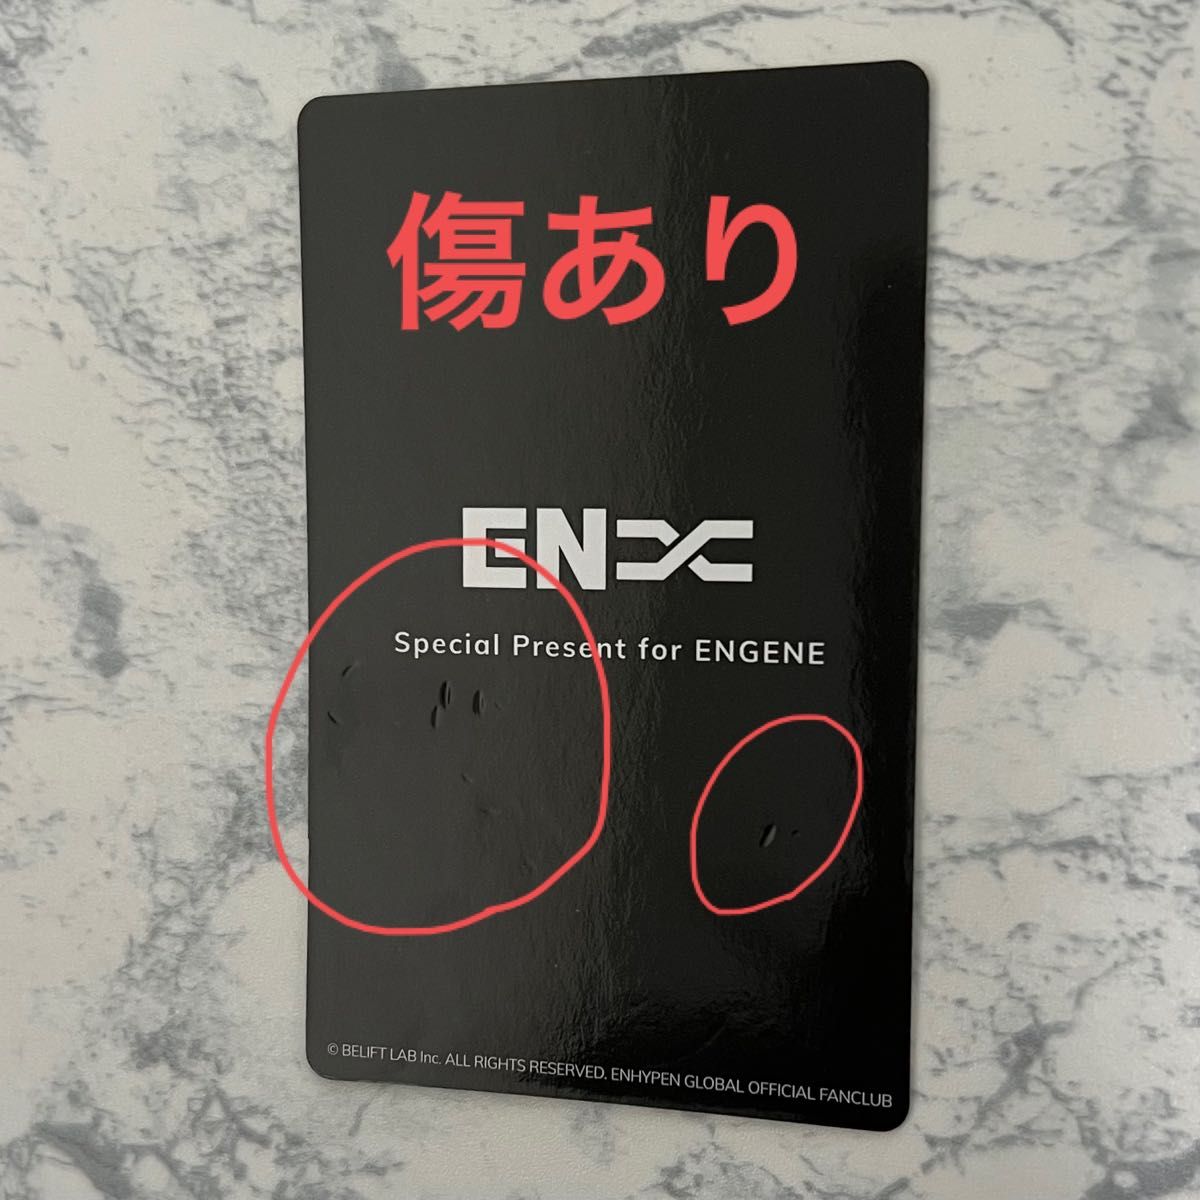 傷あり
EN
Special Present for ENGENE
© BELIFT LAB Inc. ALL RIGHTS RESERVED. ENHYPEN GLOBAL OFFICIAL FANCLUB